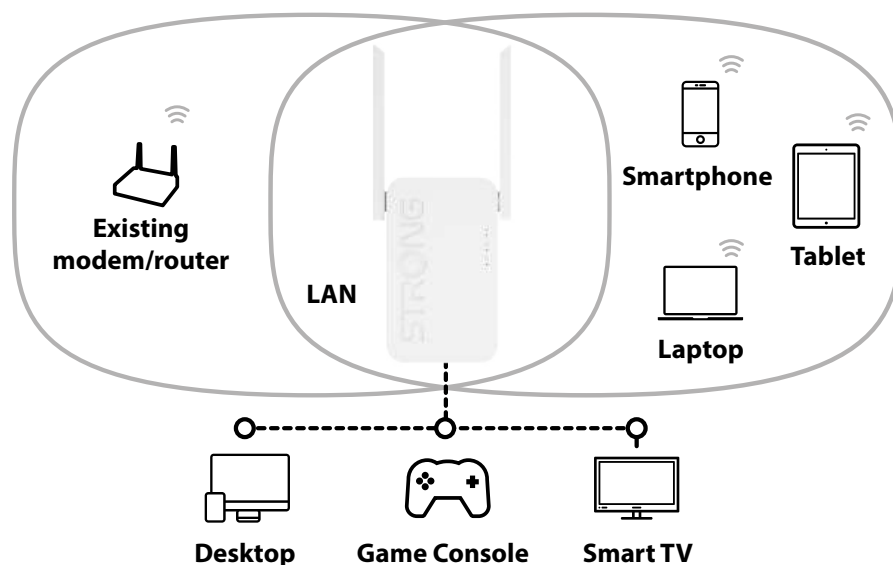 Existing
modem/router
LAN
STRONG
Smartphone
Tablet
Laptop
Desktop
Game Console
Smart TV